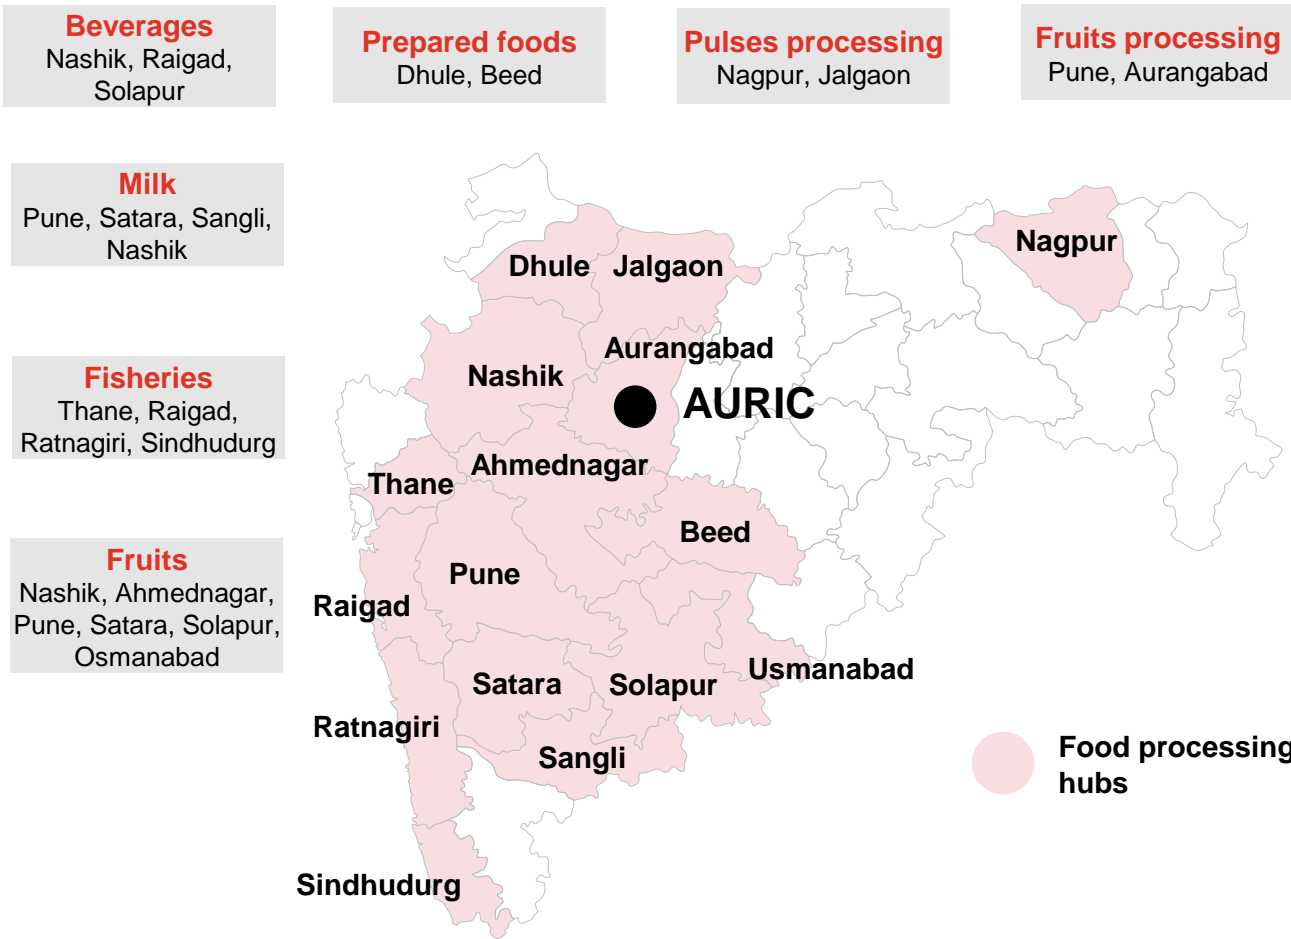 Beverages
Nashik, Raigad,
Solapur
Prepared foods
Dhule, Beed
Pulses processing
Nagpur, Jalgaon
Fruits processing
Pune, Aurangabad
Milk
Pune, Satara, Sangli,
Nashik
Fisheries
Thane, Raigad,
Ratnagiri, Sindhudurg
Fruits
Nashik, Ahmednagar,
Pune, Satara, Solapur,
Osmanabad
Nagpur
Dhule
Jalgaon
Aurangabad
Nashik
AURIC
Ahmednagar
Thane
Beed
Pune
Raigad
Usmanabad
Satara
Solapur
Ratnagiri
Sangli
Sindhudurg
Food processing
hubs